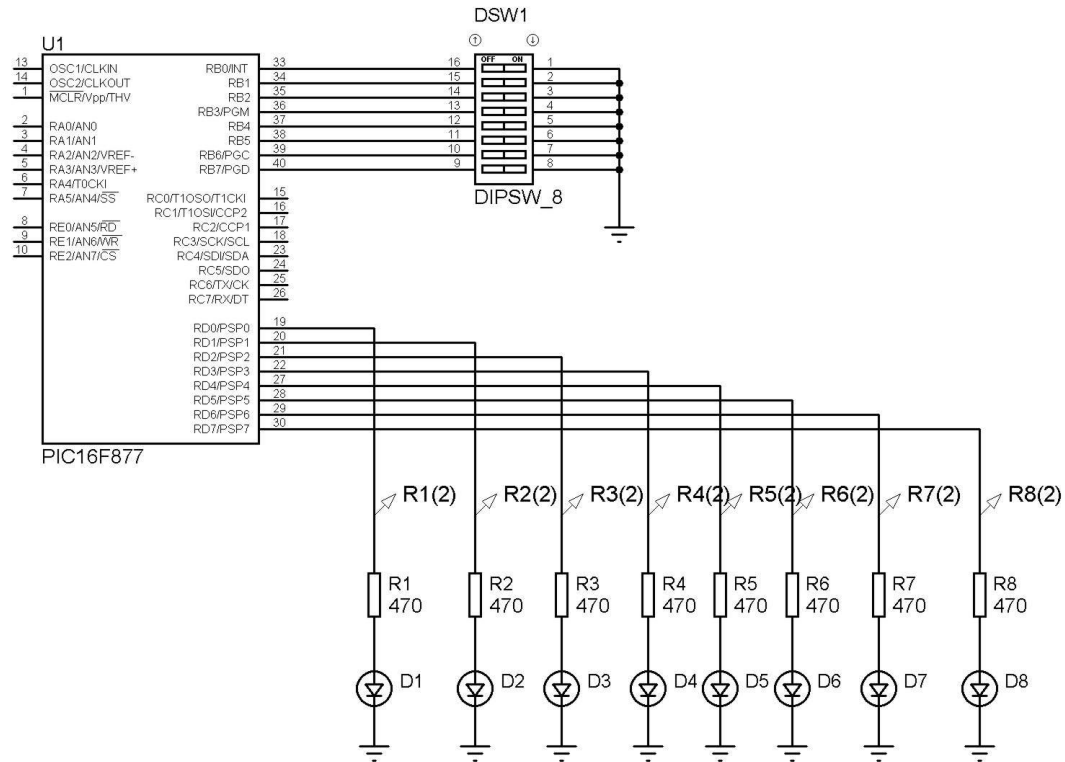 DSW1
U1
OFF ON
13 OSC1/CLKIN RB0/INT 33 16 1
14 OSC2/CLKOUT RB1 34 15 2
1 MCLR/Vpp/THV RB2 35 14 3
RB3/PGM 36 13 4
2 RA0/AN0 RB4 37 12 5
3 RA1/AN1 RB5 38 11 6
4 RA2/AN2/VREF- RB6/PGC 39 10 7
5 RA3/AN3/VREF+ RB7/PGD 40 9 8
6 RA4/T0CKI
7 RA5/AN4/SS RC0/T1OSO/T1CKI 15
DIPSW_8
RC1/T1OSI/CCP2 16
8 RE0/AN5/RD RC2/CCP1 17
9 RE1/AN6/WR RC3/SCK/SCL 18
10 RE2/AN7/CS RC4/SDI/SDA 23
RC5/SDO 24
RC6/TX/CK 25
RC7/RX/DT 26
RD0/PSP0 19
RD1/PSP1 20
RD2/PSP2 21
RD3/PSP3 22
RD4/PSP4 27
RD5/PSP5 28
RD6/PSP6 29
RD7/PSP7 30
PIC16F877
R1(2) R2(2) R3(2) R4(2) R5(2) R6(2) R7(2) R8(2)
R1 R2 R3 R4 R5 R6 R7 R8
470 470 470 470 470 470 470 470
D1 D2 D3 D4 D5 D6 D7 D8